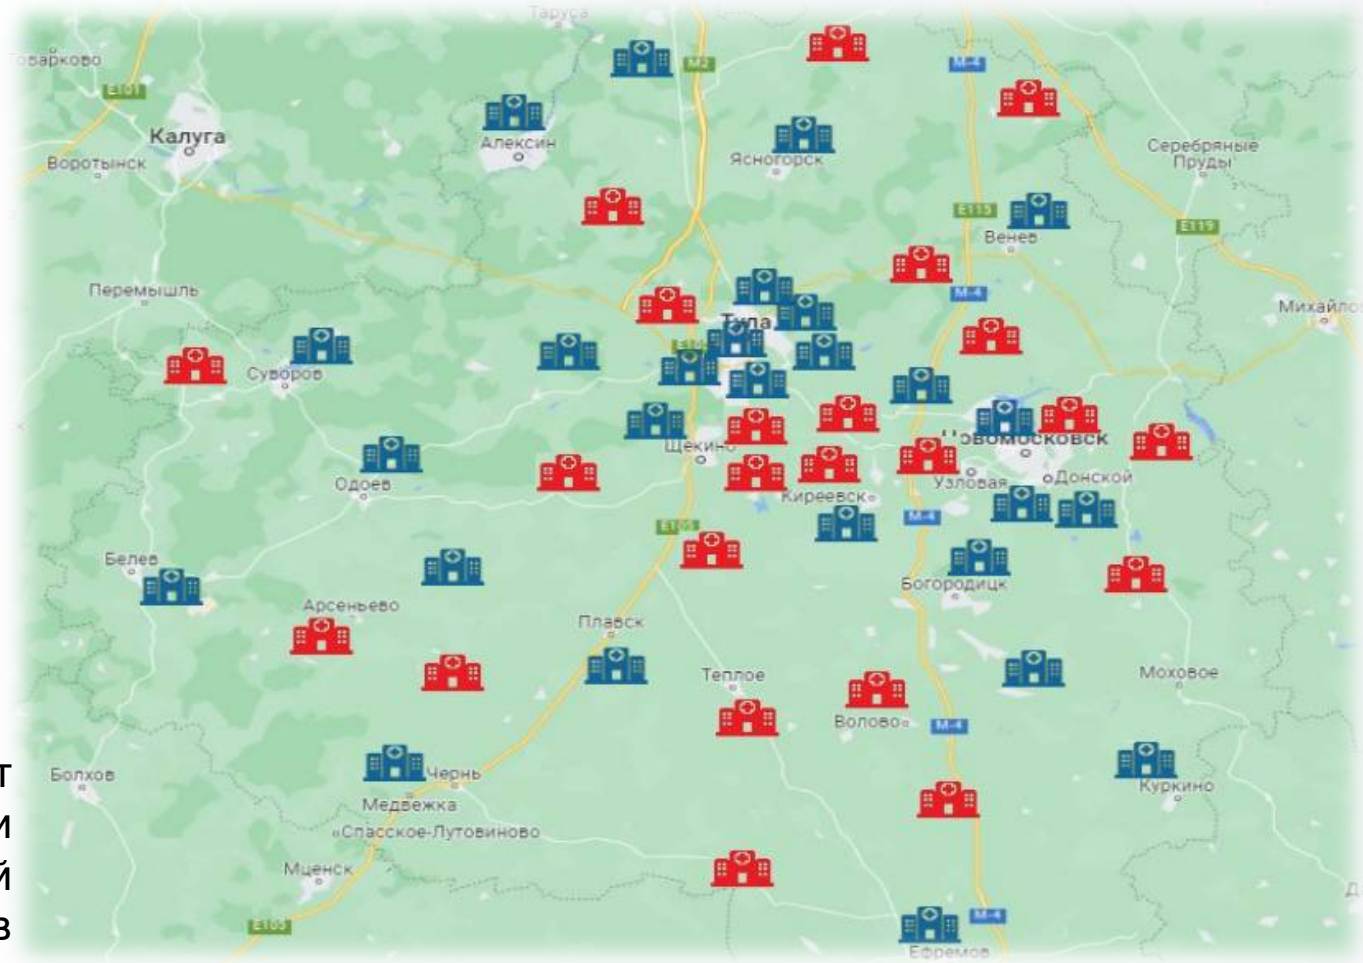 Таруса
оварково
M2
М-4
E101
Калуга
Алексин
Ясногорск
Серебряные
Пруды
Воротынск
E115
Венев
E119
Перемышль
М-4
Михайло
Тула
Суворов
Щекино
Новомосковск
Одоев
Киреевск
Узловая
Донской
E105
М-4
Белев
Богородицк
Арсеньево
Плавск
Теплое
Моховое
Волово
М-4
Болхов
Чернь
Куркино
Медвежка
Спасское-Лутовиново
Мценск
М-4
E105
Ефремов
т
и
й
в